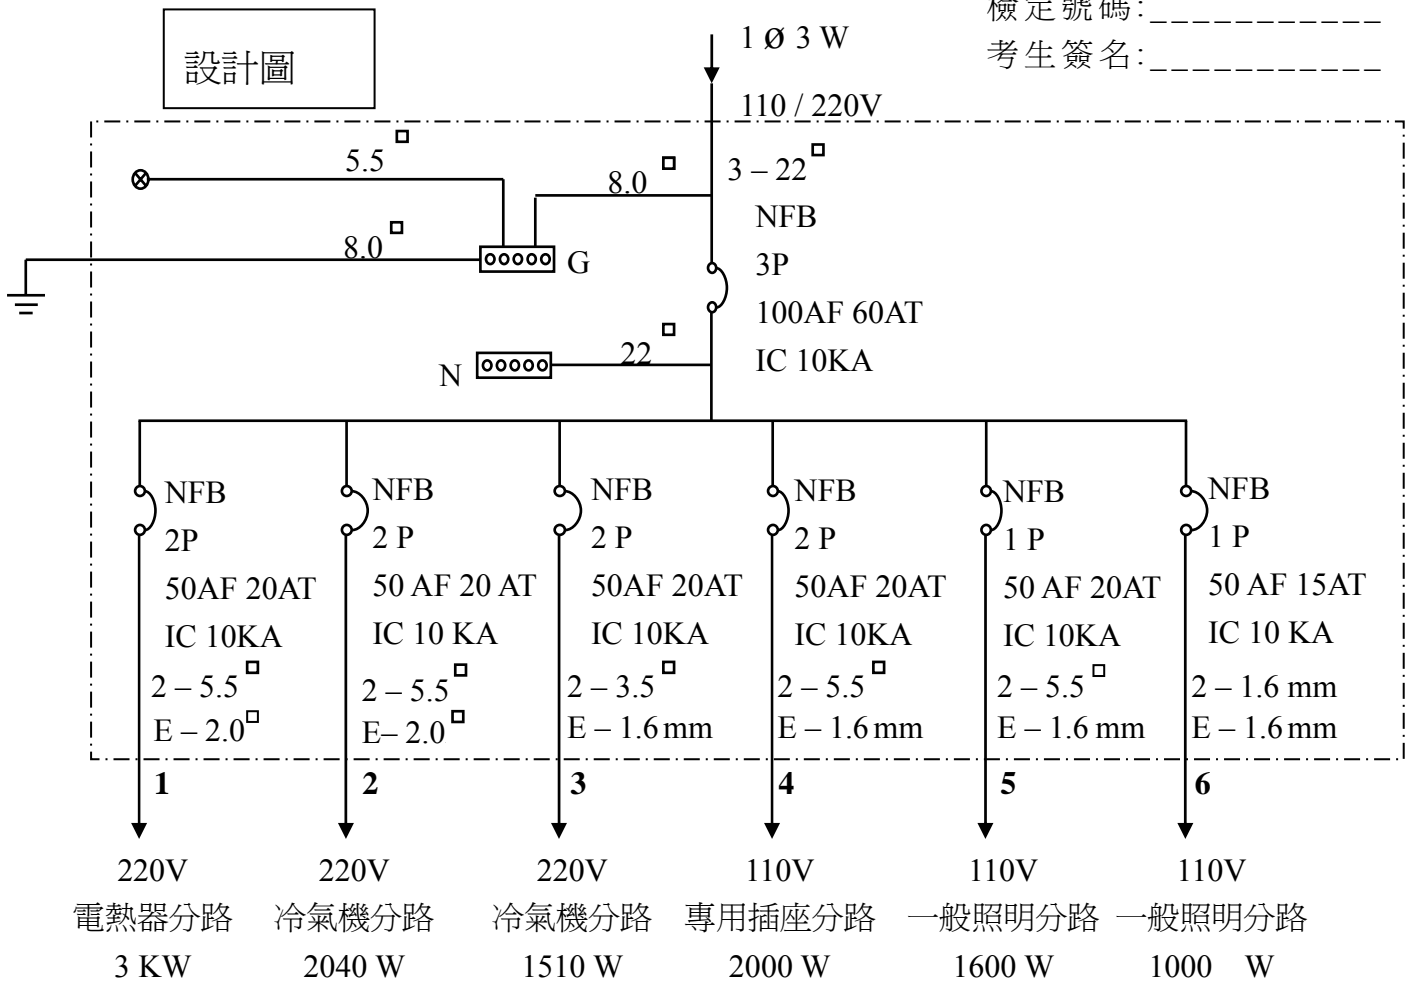 檢定號碼:___________
考生簽名:___________
設計圖
1 Ø 3 W
110 / 220V
5.5□
8.0□
3 – 22□
8.0□
G
NFB
3P
100AF 60AT
IC 10KA
22□
N
NFB
2P
50AF 20AT
IC 10KA
2 – 5.5□
E – 2.0□
1
220V
電熱器分路
3 KW
NFB
2 P
50 AF 20 AT
IC 10 KA
2 – 5.5□
E– 2.0□
2
220V
冷氣機分路
2040 W
NFB
2 P
50AF 20AT
IC 10KA
2 – 3.5□
E – 1.6 mm
3
220V
冷氣機分路
1510 W
NFB
2 P
50AF 20AT
IC 10KA
2 – 5.5□
E – 1.6 mm
4
110V
專用插座分路
2000 W
NFB
1 P
50 AF 20AT
IC 10KA
2 – 5.5□
E – 1.6 mm
5
110V
一般照明分路
1600 W
NFB
1 P
50 AF 15AT
IC 10 KA
2 – 1.6 mm
E – 1.6 mm
6
110V
一般照明分路
1000 W